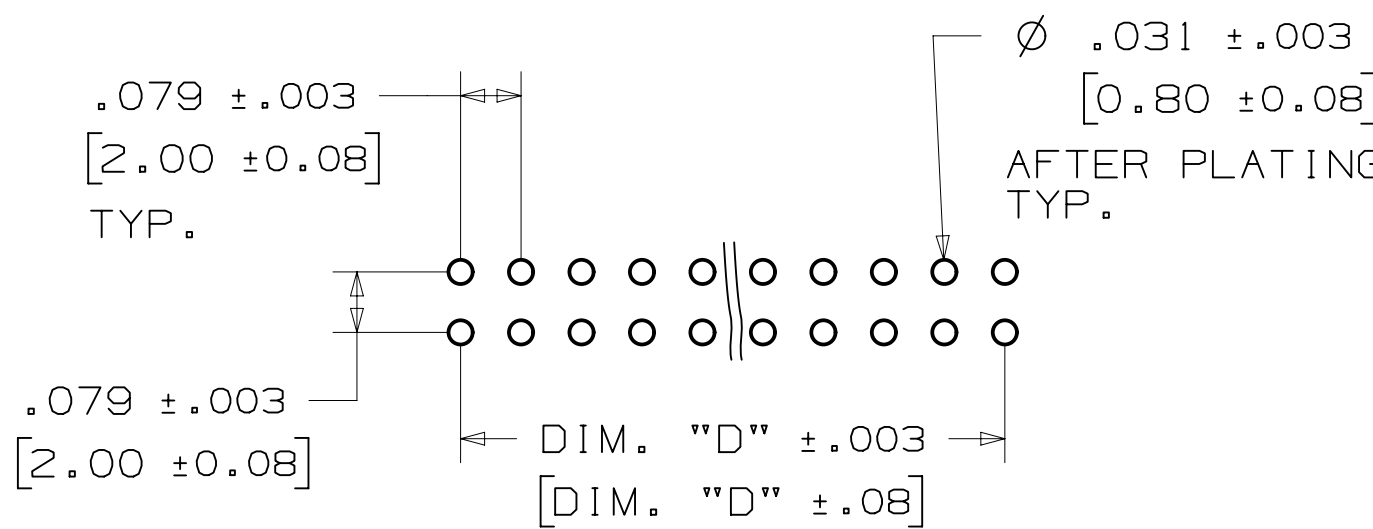 .079 ±.003
[2.00 ±0.08]
TYP.
Ø .031 ±.003
[0.80 ±0.08]
AFTER PLATING
TYP.
.079 ±.003
[2.00 ±0.08]
DIM. "D" ±.003
[DIM. "D" ±.08]